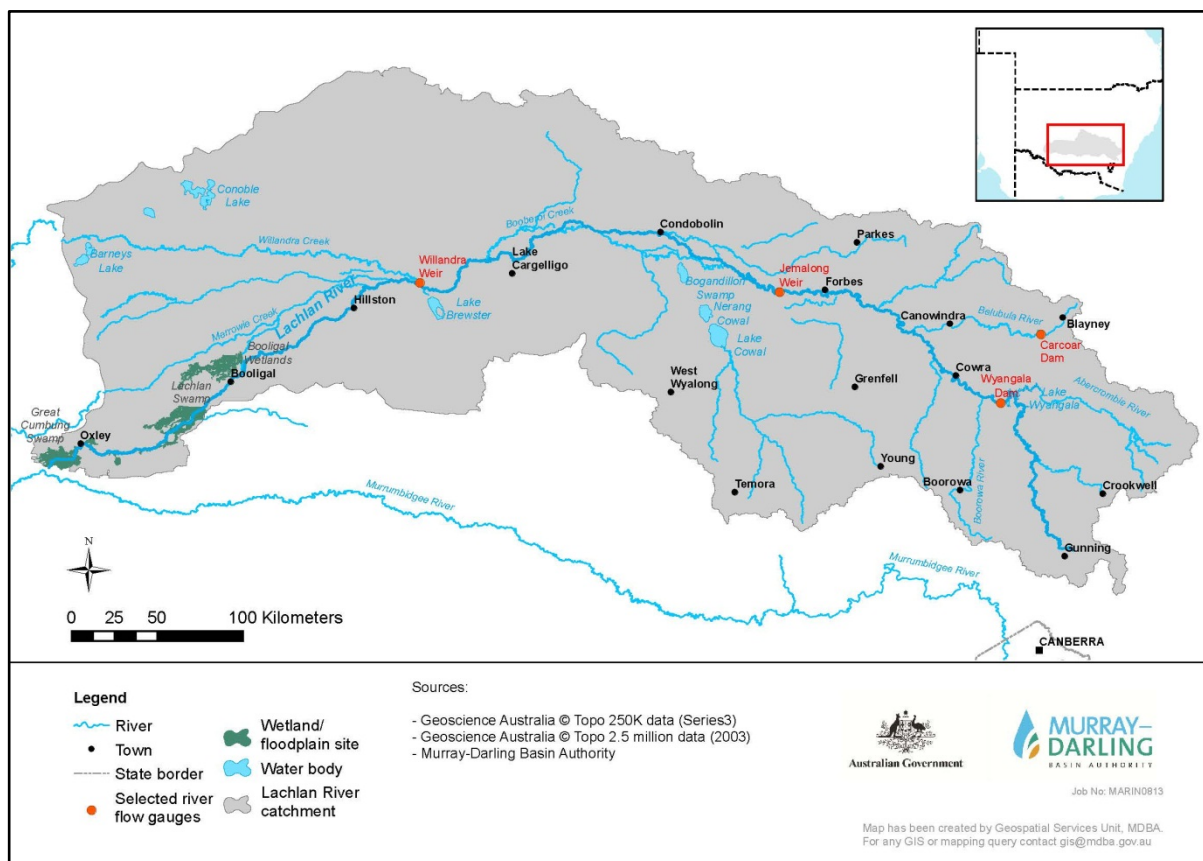 Conoble
Lake
Booberoi Creek
Condobolin
Parkes
Willandra Creek
Barneys
Lake
Willandra
Weir
Lake
Cargelligo
Bogandillon
Swamp
Jemalong
Weir
Forbes
Nerang
Cowal
Lake
Cowal
Lake
Brewster
Hillston
Lachlan River
Marrowie Creek
Canowindra
Belubula River
Blayney
Carcoar
Dam
Booligal
Wetlands
Booligal
Lachlan
Swamp
West
Wyalong
Grenfell
Cowra
Wyangala
Dam
Lake
Wyangala
Abercrombie River
Great
Cumbung
Swamp
Oxley
Young
Temora
Boorowa
Boorowa River
Crookwell
Murrumbidgee River
Gunning
Murrumbidgee River
CANBERRA
N
0 25 50 100 Kilometers
Legend
River
Town
State border
Selected river
flow gauges
Wetland/
floodplain site
Water body
Lachlan River
catchment
Sources:
- Geoscience Australia © Topo 250K data (Series3)
- Geoscience Australia © Topo 2.5 million data (2003)
- Murray-Darling Basin Authority
Australian Government
MURRAY–
DARLING
BASIN AUTHORITY
Job No: MARIN0813
Map has been created by Geospatial Services Unit, MDBA.
For any GIS or mapping query contact gis@mdba.gov.au